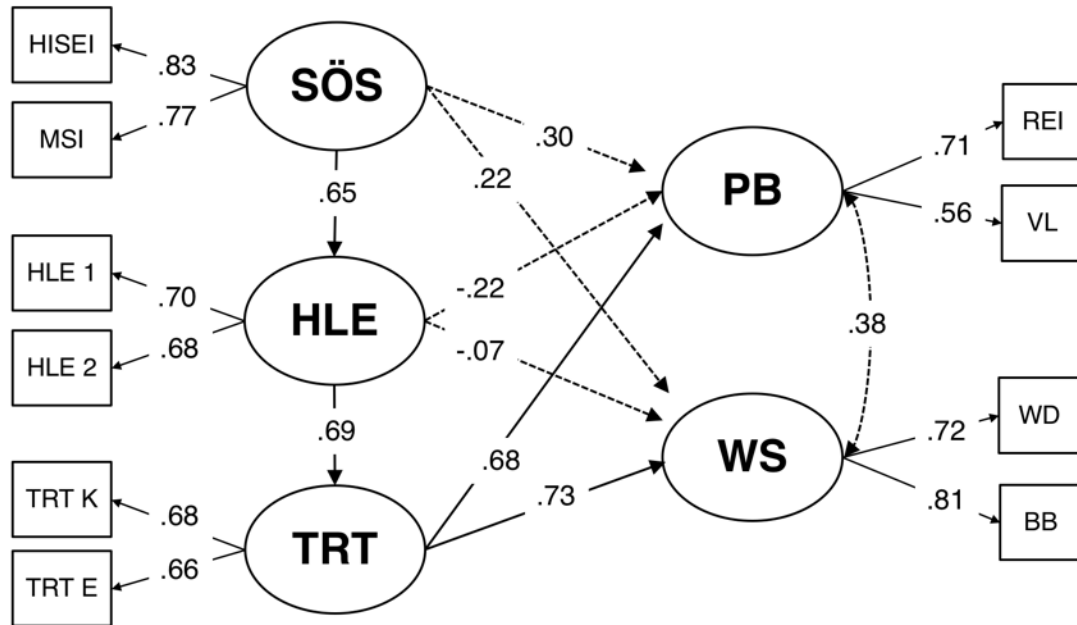 HISEI
.83
MSI
.77
SÖS
.65
.30
.22
HLE 1
.70
HLE 2
.68
HLE
.69
-.22
-.07
TRT K
.68
TRT E
.66
TRT
.68
.73
PB
.71
REI
.56
VL
.38
WS
.72
WD
.81
BB